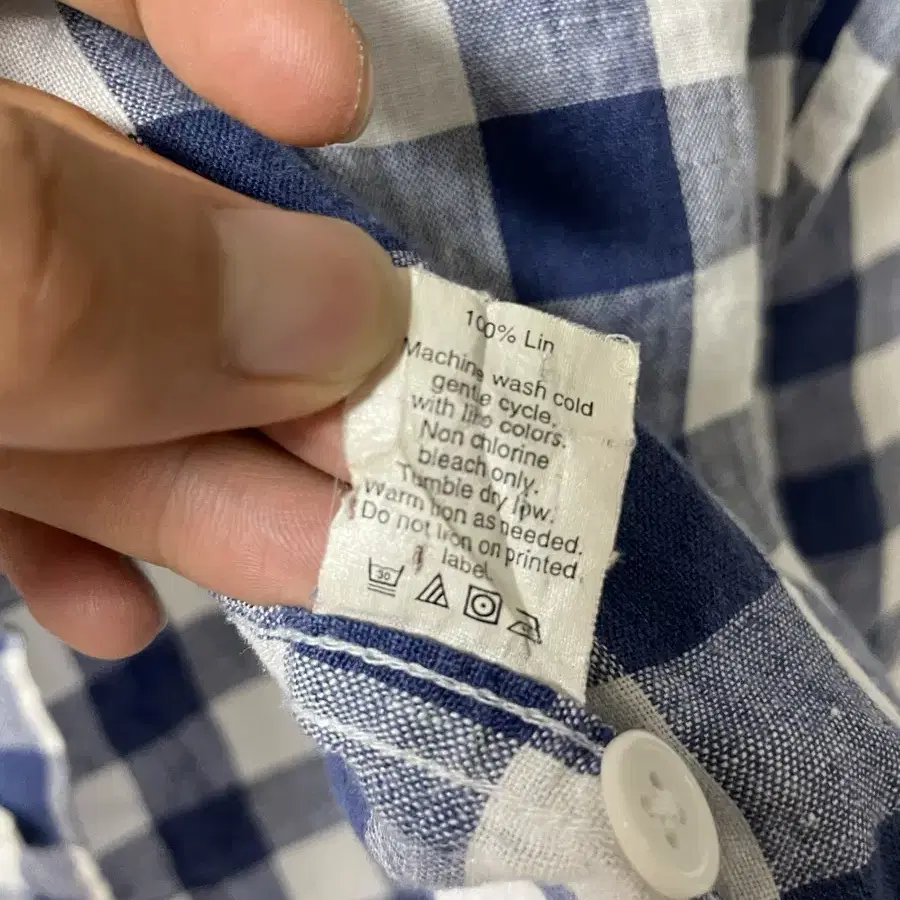 100% Lin
Machine wash cold
gentle cycle.
with like colors.
Non chlorine
bleach only.
Tumble dry low.
warm iron as needed.
Do not iron on printed
label
30